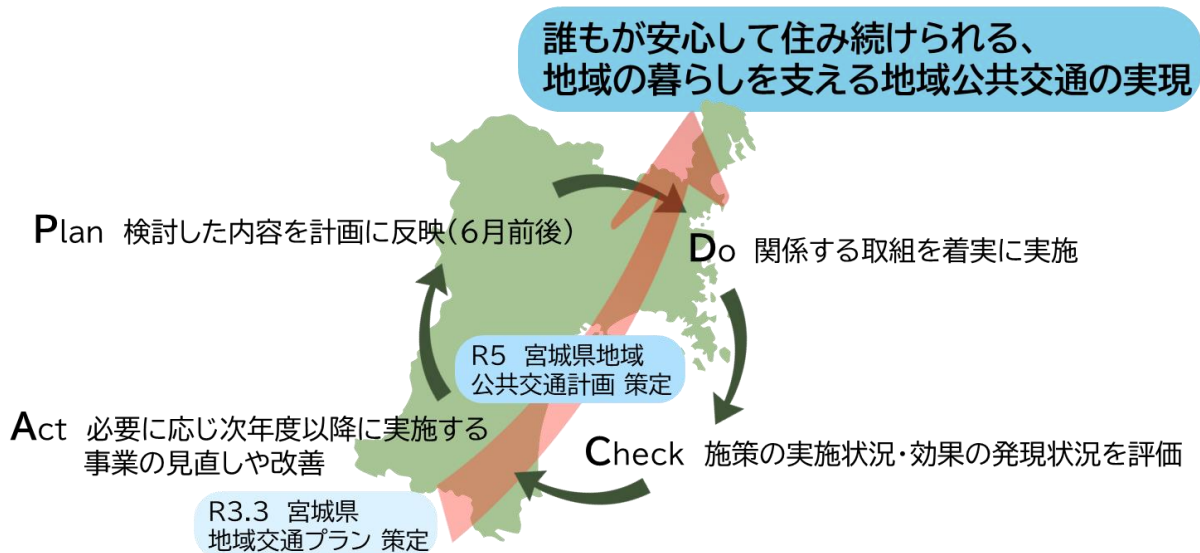 誰もが安心して住み続けられる、
地域の暮らしを支える地域公共交通の実現
Plan 検討した内容を計画に反映(6月前後)
Do 関係する取組を着実に実施
R5 宮城県地域
公共交通計画 策定
Act 必要に応じ次年度以降に実施する
事業の見直しや改善
Check 施策の実施状況・効果の発現状況を評価
R3.3 宮城県
地域交通プラン 策定